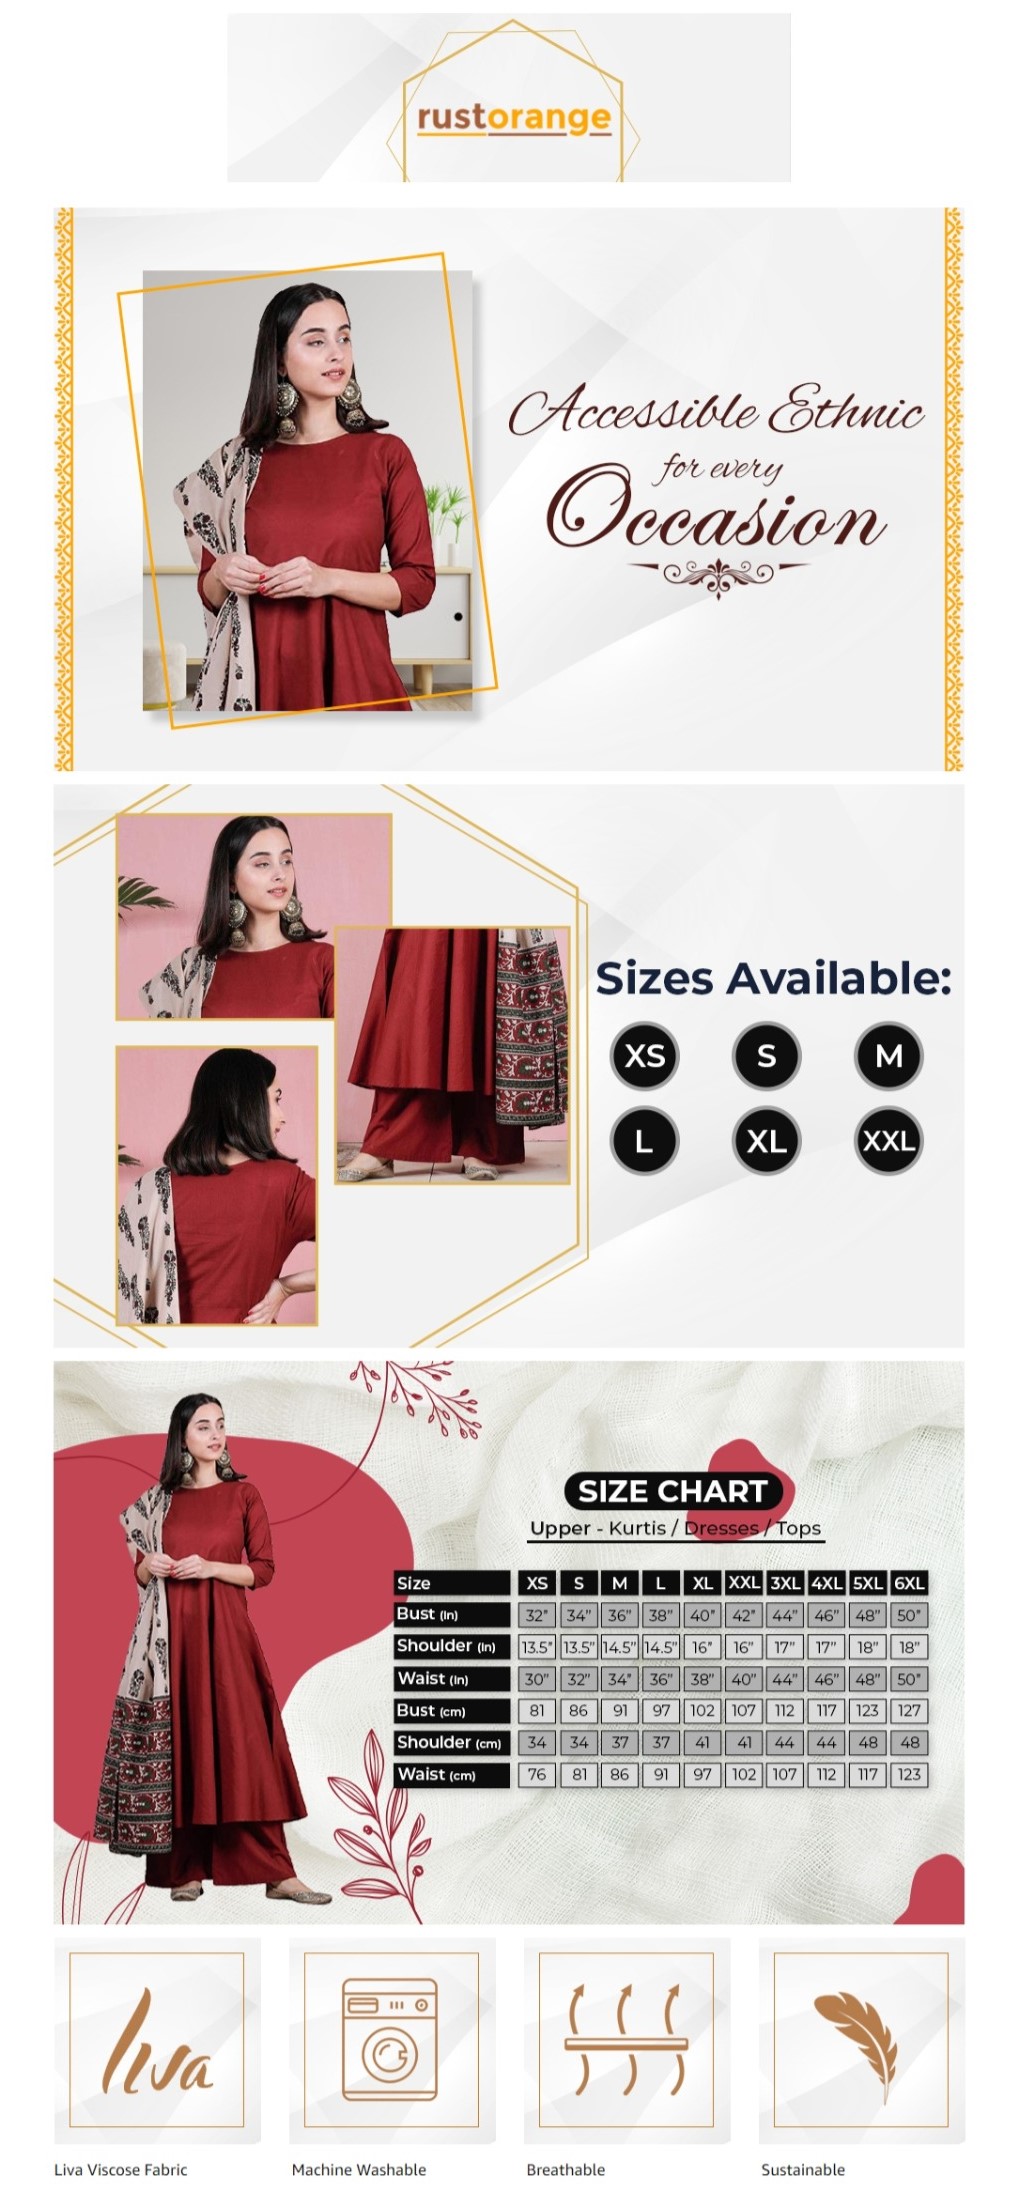 rustorange
Accessible Ethnic
for every
Occasion
Sizes Available:
XS S M
L XL XXL
SIZE CHART
Upper - Kurtis / Dresses / Tops
Size XS S M L XL XXL 3XL 4XL 5XL 6XL
Bust (In) 32" 34" 36" 38" 40" 42" 44" 46" 48" 50"
Shoulder (In) 13.5" 13.5" 14.5" 14.5" 16" 16" 17" 17" 18" 18"
Waist (In) 30" 32" 34" 36" 38" 40" 44" 46" 48" 50"
Bust (cm) 81 86 91 97 102 107 112 117 123 127
Shoulder (cm) 34 34 37 37 41 41 44 44 48 48
Waist (cm) 76 81 86 91 97 102 107 112 117 123
liva
Liva Viscose Fabric Machine Washable Breathable Sustainable